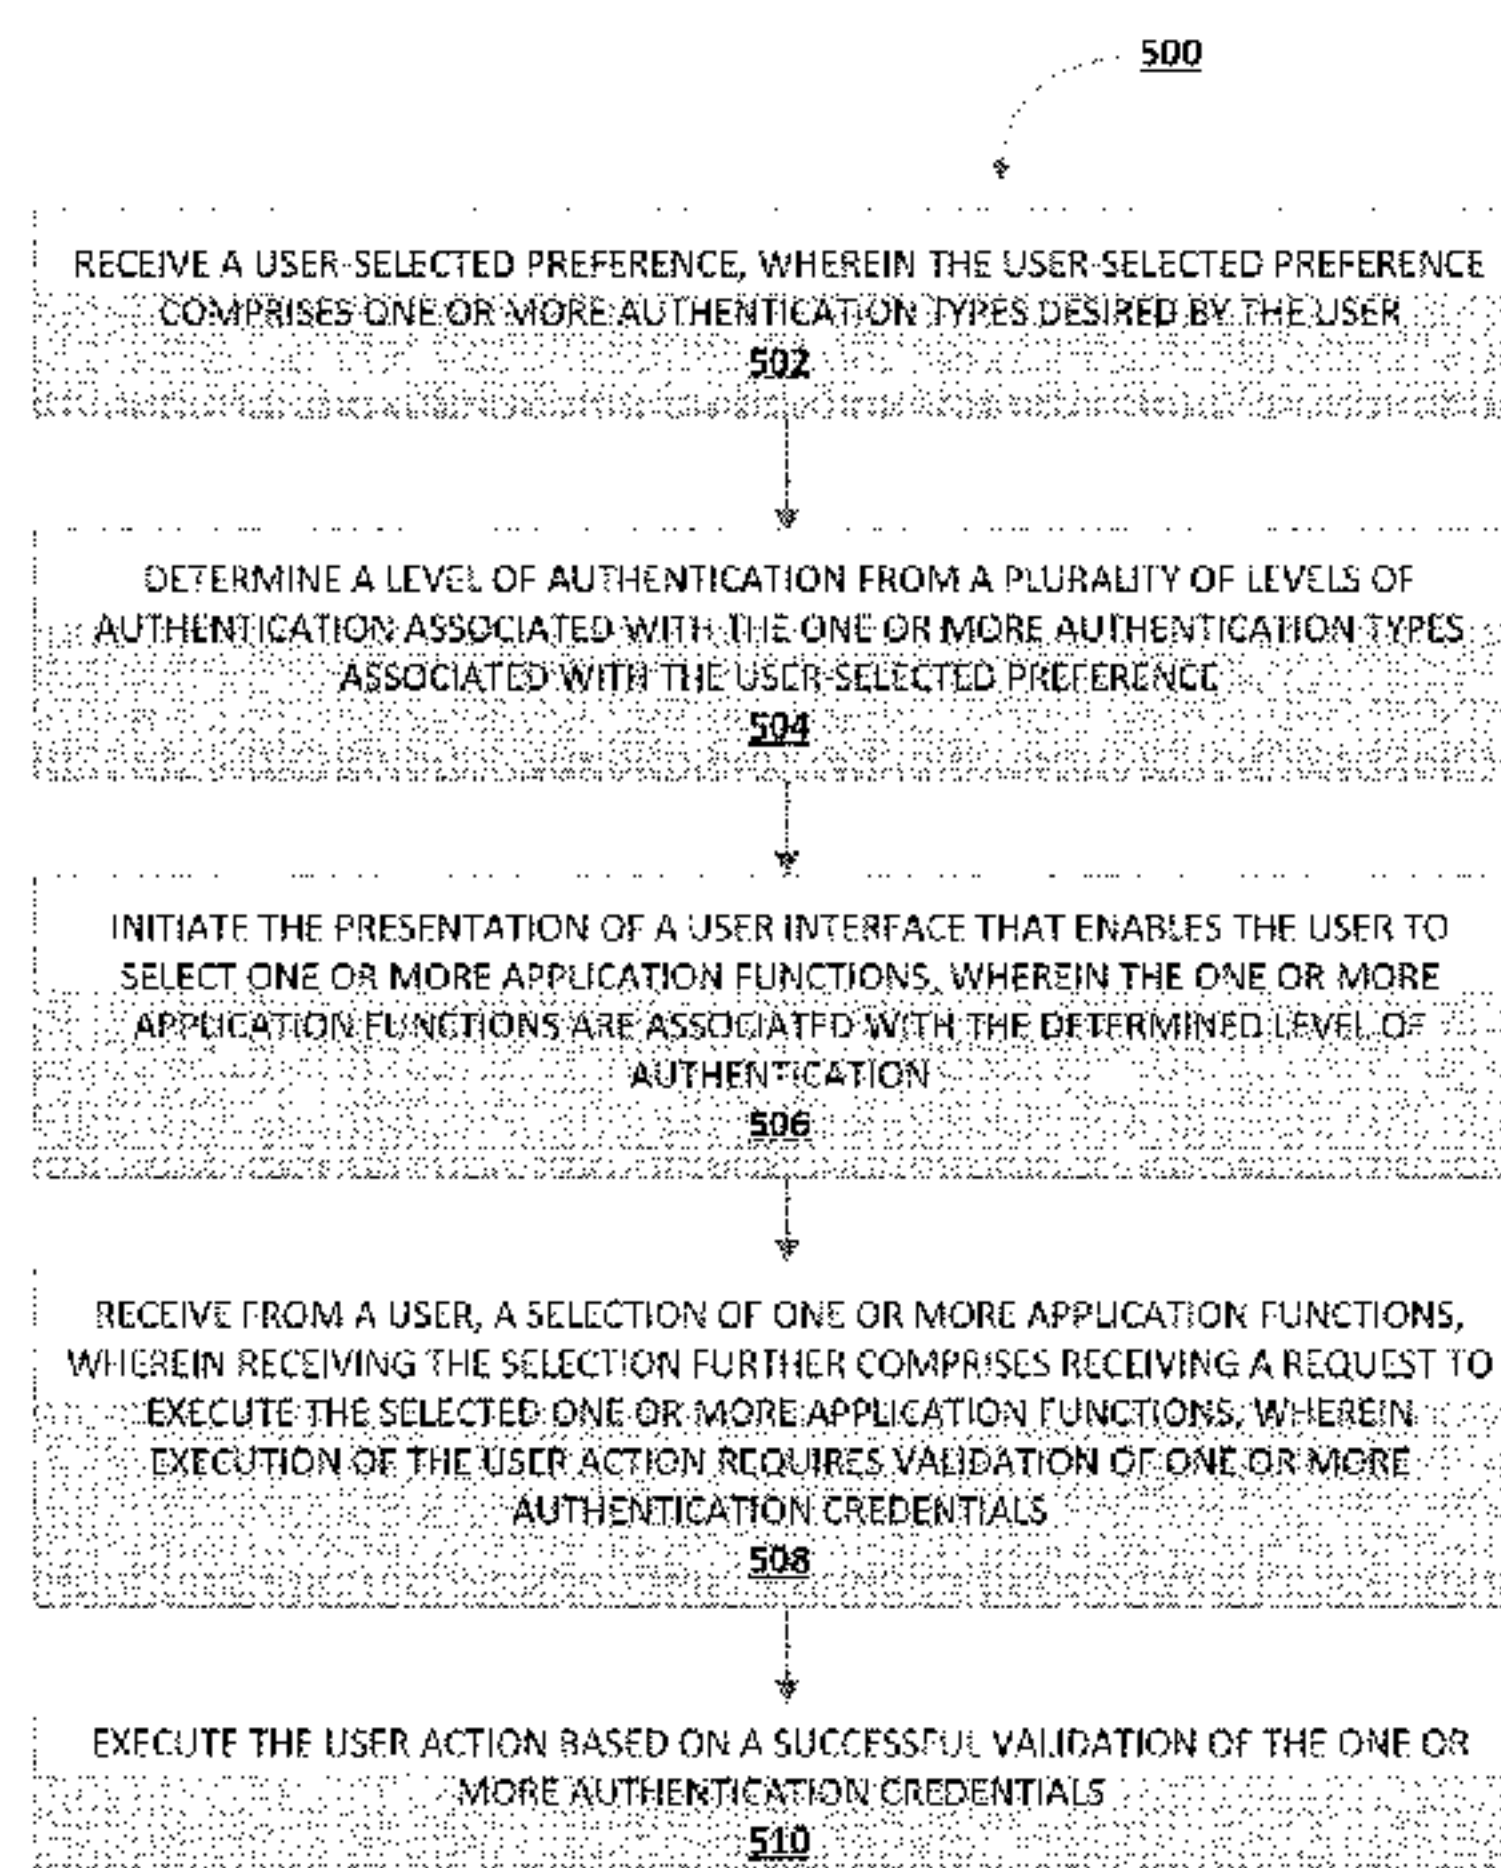 500
RECEIVE A USER-SELECTED PREFERENCE, WHEREIN THE USER-SELECTED PREFERENCE
COMPRISES ONE OR MORE AUTHENTICATION TYPES DESIRED BY THE USER
502
DETERMINE A LEVEL OF AUTHENTICATION FROM A PLURALITY OF LEVELS OF
AUTHENTICATION ASSOCIATED WITH THE ONE OR MORE AUTHENTICATION TYPES
ASSOCIATED WITH THE USER-SELECTED PREFERENCE
504
INITIATE THE PRESENTATION OF A USER INTERFACE THAT ENABLES THE USER TO
SELECT ONE OR MORE APPLICATION FUNCTIONS, WHEREIN THE ONE OR MORE
APPLICATION FUNCTIONS ARE ASSOCIATED WITH THE DETERMINED LEVEL OF
AUTHENTICATION
506
RECEIVE FROM A USER, A SELECTION OF ONE OR MORE APPLICATION FUNCTIONS,
WHEREIN RECEIVING THE SELECTION FURTHER COMPRISES RECEIVING A REQUEST TO
EXECUTE THE SELECTED ONE OR MORE APPLICATION FUNCTIONS, WHEREIN
EXECUTION OF THE USER ACTION REQUIRES VALIDATION OF ONE OR MORE
AUTHENTICATION CREDENTIALS
508
EXECUTE THE USER ACTION BASED ON A SUCCESSFUL VALIDATION OF THE ONE OR
MORE AUTHENTICATION CREDENTIALS
510